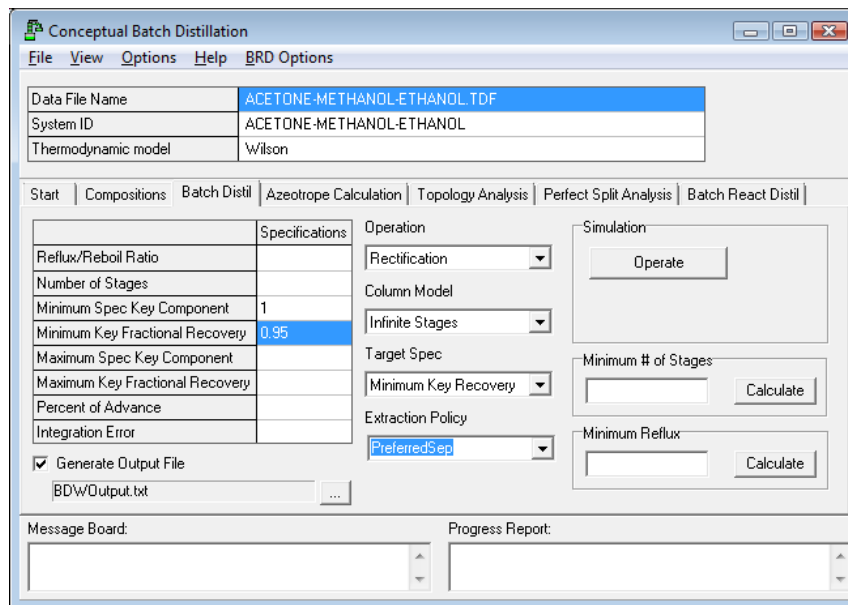 Conceptual Batch Distillation
File View Options Help BRD Options
Data File Name ACETONE-METHANOL-ETHANOL.TDF
System ID ACETONE-METHANOL-ETHANOL
Thermodynamic model Wilson
Start Compositions Batch Distil Azeotrope Calculation Topology Analysis Perfect Split Analysis Batch React Distil
Specifications
Reflux/Reboil Ratio
Number of Stages
Minimum Spec Key Component 1
Minimum Key Fractional Recovery 0.95
Maximum Spec Key Component
Maximum Key Fractional Recovery
Percent of Advance
Integration Error
Generate Output File
BDWOutput.txt ...
Operation
Rectification
Column Model
Infinite Stages
Target Spec
Minimum Key Recovery
Extraction Policy
PreferredSep
Simulation
Operate
Minimum # of Stages
Calculate
Minimum Reflux
Calculate
Message Board:
Progress Report: